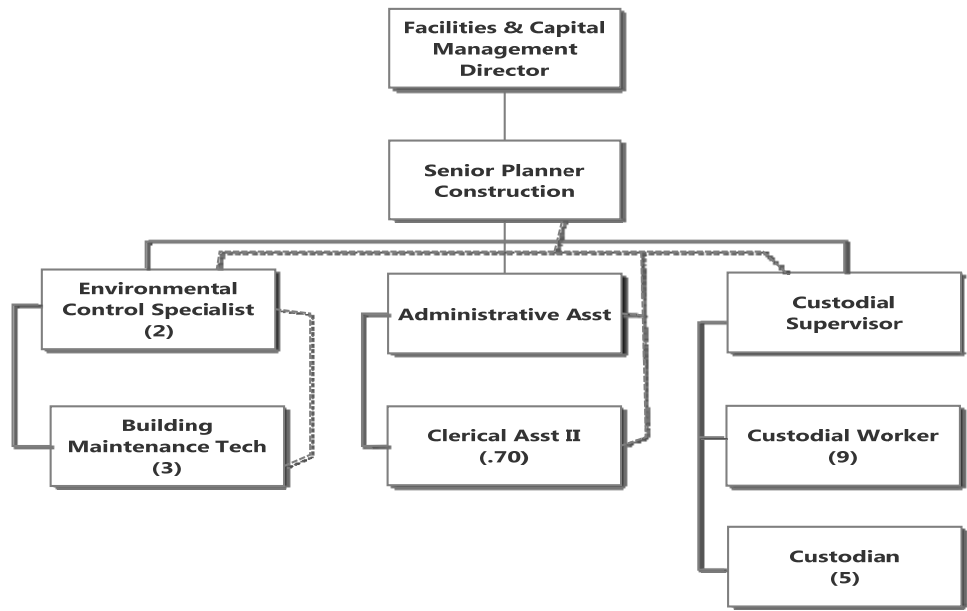 Facilities & Capital
Management
Director
Senior Planner
Construction
Environmental
Control Specialist
(2)
Administrative Asst
Custodial
Supervisor
Building
Maintenance Tech
(3)
Clerical Asst II
(.70)
Custodial Worker
(9)
Custodian
(5)